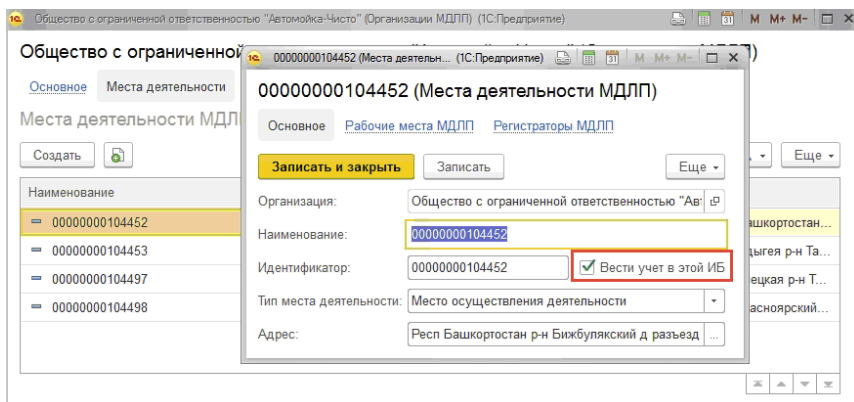 Общество с ограниченной ответственностью "Автомойка-Чисто" (Организации МДЛП) (1С:Предприятие)
M M+ M-
Общество с ограниченной
Основное Места деятельности
Места деятельности МДЛ
Создать
Еще
Наименование
00000000104452
ашкортостан...
00000000104453
дыгея р-н Та...
00000000104497
ецкая р-н Т...
00000000104498
асноярский...
00000000104452 (Места деятельн... (1С:Предприятие)
M M+ M-
00000000104452 (Места деятельности МДЛП)
Основное Рабочие места МДЛП Регистраторы МДЛП
Записать и закрыть Записать Еще
Организация: Общество с ограниченной ответственностью "Авт
Наименование: 00000000104452
Идентификатор: 00000000104452 Вести учет в этой ИБ
Тип места деятельности: Место осуществления деятельности
Адрес: Респ Башкортостан р-н Бижбулякский д разъезд ...